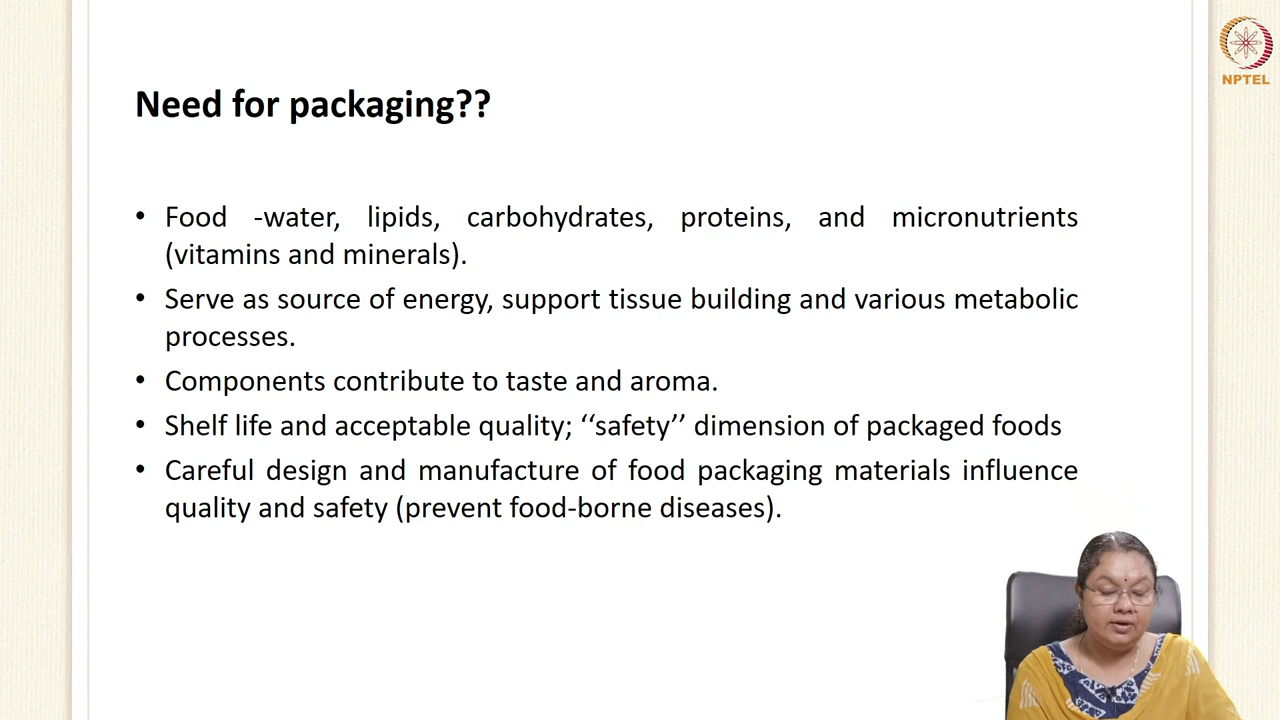 NPTEL
Need for packaging??
• Food -water, lipids, carbohydrates, proteins, and micronutrients
(vitamins and minerals).
• Serve as source of energy, support tissue building and various metabolic
processes.
• Components contribute to taste and aroma.
• Shelf life and acceptable quality; ‘‘safety’’ dimension of packaged foods
• Careful design and manufacture of food packaging materials influence
quality and safety (prevent food-borne diseases).